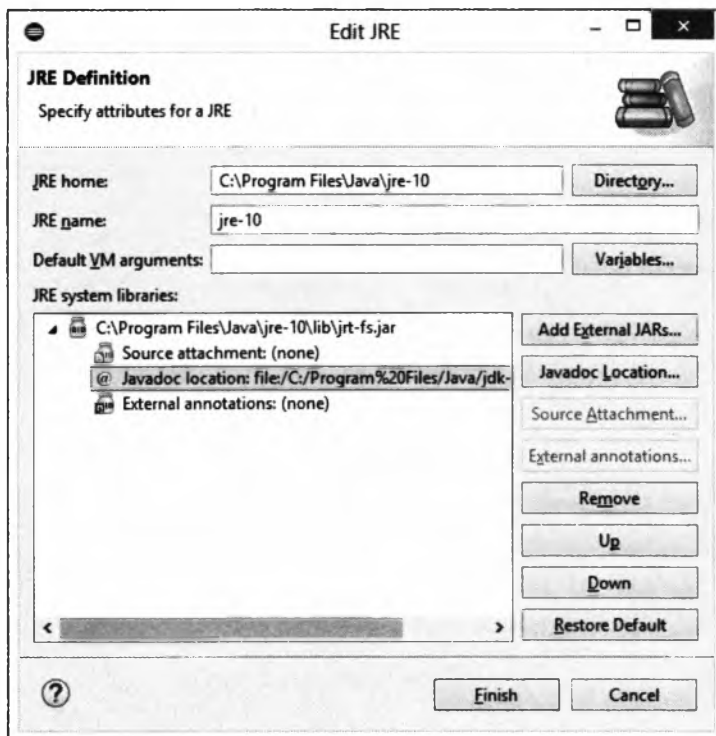 Edit JRE
JRE Definition
Specify attributes for a JRE
JRE home:
C:\Program Files\Java\jre-10
Directory...
JRE name:
jre-10
Default VM arguments:
Variables...
JRE system libraries:
C:\Program Files\Java\jre-10\lib\jrt-fs.jar
Add External JARs...
Source attachment: (none)
Javadoc location: file:/C:/Program%20Files/Java/jdk-
Javadoc Location...
External annotations: (none)
Source Attachment...
External annotations...
Remove
Up
Down
Restore Default
Finish
Cancel